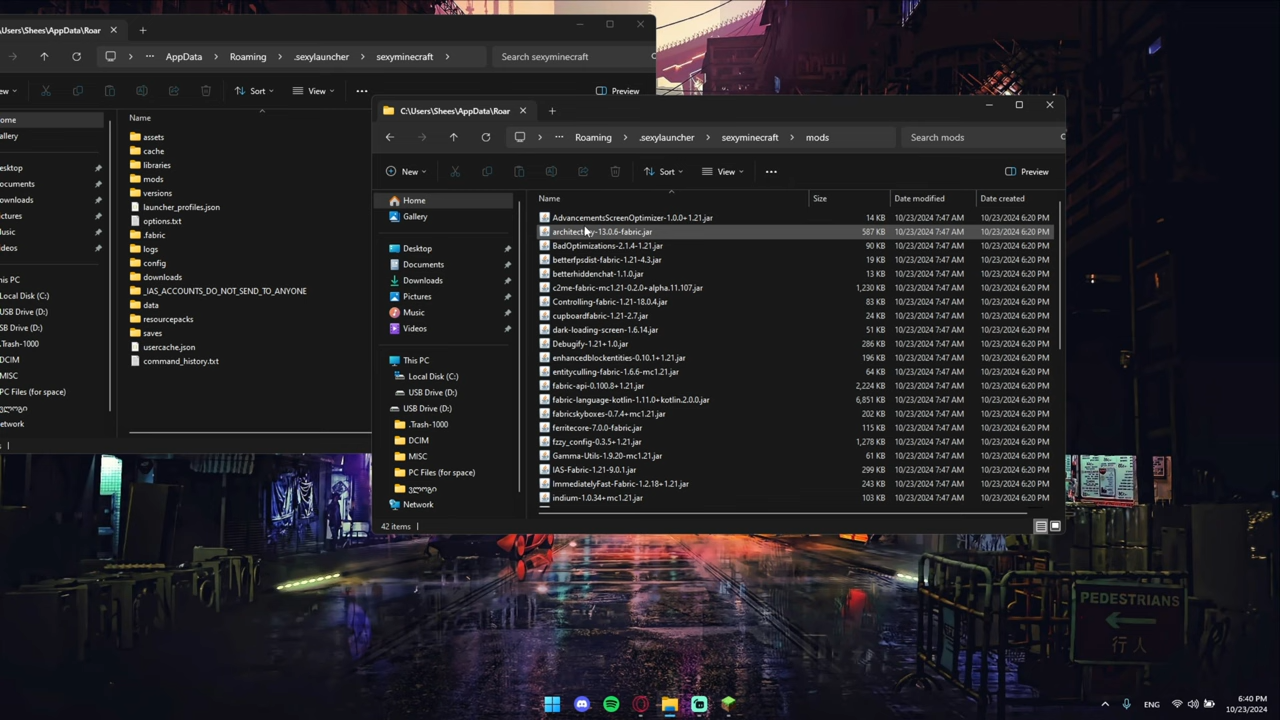 \Users\Shees\AppData\Roar
AppData
Roaming
.sexylauncher
sexyminecraft
Search sexyminecraft
Sort
View
Preview
Name
assets
cache
libraries
mods
versions
launcher_profiles.json
options.txt
.fabric
logs
config
downloads
_IAS_ACCOUNTS_DO_NOT_SEND_TO_ANYONE
data
resourcepacks
saves
usercache.json
command_history.txt
ome
allery
esktop
ocuments
ownloads
ictures
usic
ideos
his PC
Local Disk (C:)
USB Drive (D:)
SB Drive (D:)
.Trash-1000
DCIM
MISC
PC Files (for space)
ვლოგი
etwork
C:\Users\Shees\AppData\Roar
Roaming
.sexylauncher
sexyminecraft
mods
Search mods
New
Sort
View
Preview
Home
Gallery
Desktop
Documents
Downloads
Pictures
Music
Videos
This PC
Local Disk (C:)
USB Drive (D:)
USB Drive (D:)
.Trash-1000
DCIM
MISC
PC Files (for space)
ვლოგი
Network
Name Size Date modified Date created
AdvancementsScreenOptimizer-1.0.0+1.21.jar 14 KB 10/23/2024 7:47 AM 10/23/2024 6:20 PM
architectury-13.0.6-fabric.jar 587 KB 10/23/2024 7:47 AM 10/23/2024 6:20 PM
BadOptimizations-2.1.4-1.21.jar 90 KB 10/23/2024 7:47 AM 10/23/2024 6:20 PM
betterfpsdist-fabric-1.21-4.3.jar 19 KB 10/23/2024 7:47 AM 10/23/2024 6:20 PM
betterhiddenchat-1.1.0.jar 13 KB 10/23/2024 7:47 AM 10/23/2024 6:20 PM
c2me-fabric-mc1.21-0.2.0+alpha.11.107.jar 1,230 KB 10/23/2024 7:47 AM 10/23/2024 6:20 PM
Controlling-fabric-1.21-18.0.4.jar 83 KB 10/23/2024 7:47 AM 10/23/2024 6:20 PM
cupboardfabric-1.21-2.7.jar 24 KB 10/23/2024 7:47 AM 10/23/2024 6:20 PM
dark-loading-screen-1.6.14.jar 51 KB 10/23/2024 7:47 AM 10/23/2024 6:20 PM
Debugify-1.21+1.0.jar 286 KB 10/23/2024 7:47 AM 10/23/2024 6:20 PM
enhancedblockentities-0.10.1+1.21.jar 196 KB 10/23/2024 7:47 AM 10/23/2024 6:20 PM
entityculling-fabric-1.6.6-mc1.21.jar 64 KB 10/23/2024 7:47 AM 10/23/2024 6:20 PM
fabric-api-0.100.8+1.21.jar 2,224 KB 10/23/2024 7:47 AM 10/23/2024 6:20 PM
fabric-language-kotlin-1.11.0+kotlin.2.0.0.jar 6,851 KB 10/23/2024 7:47 AM 10/23/2024 6:20 PM
fabricskyboxes-0.7.4+mc1.21.jar 202 KB 10/23/2024 7:47 AM 10/23/2024 6:20 PM
ferritecore-7.0.0-fabric.jar 115 KB 10/23/2024 7:47 AM 10/23/2024 6:20 PM
fzzy_config-0.3.5+1.21.jar 1,278 KB 10/23/2024 7:47 AM 10/23/2024 6:20 PM
Gamma-Utils-1.9.20-mc1.21.jar 61 KB 10/23/2024 7:47 AM 10/23/2024 6:20 PM
IAS-Fabric-1.21-9.0.1.jar 299 KB 10/23/2024 7:47 AM 10/23/2024 6:20 PM
ImmediatelyFast-Fabric-1.2.18+1.21.jar 243 KB 10/23/2024 7:47 AM 10/23/2024 6:20 PM
indium-1.0.34+mc1.21.jar 103 KB 10/23/2024 7:47 AM 10/23/2024 6:20 PM
42 items
PEDESTRIANS
行人
ENG
6:40 PM
10/23/2024